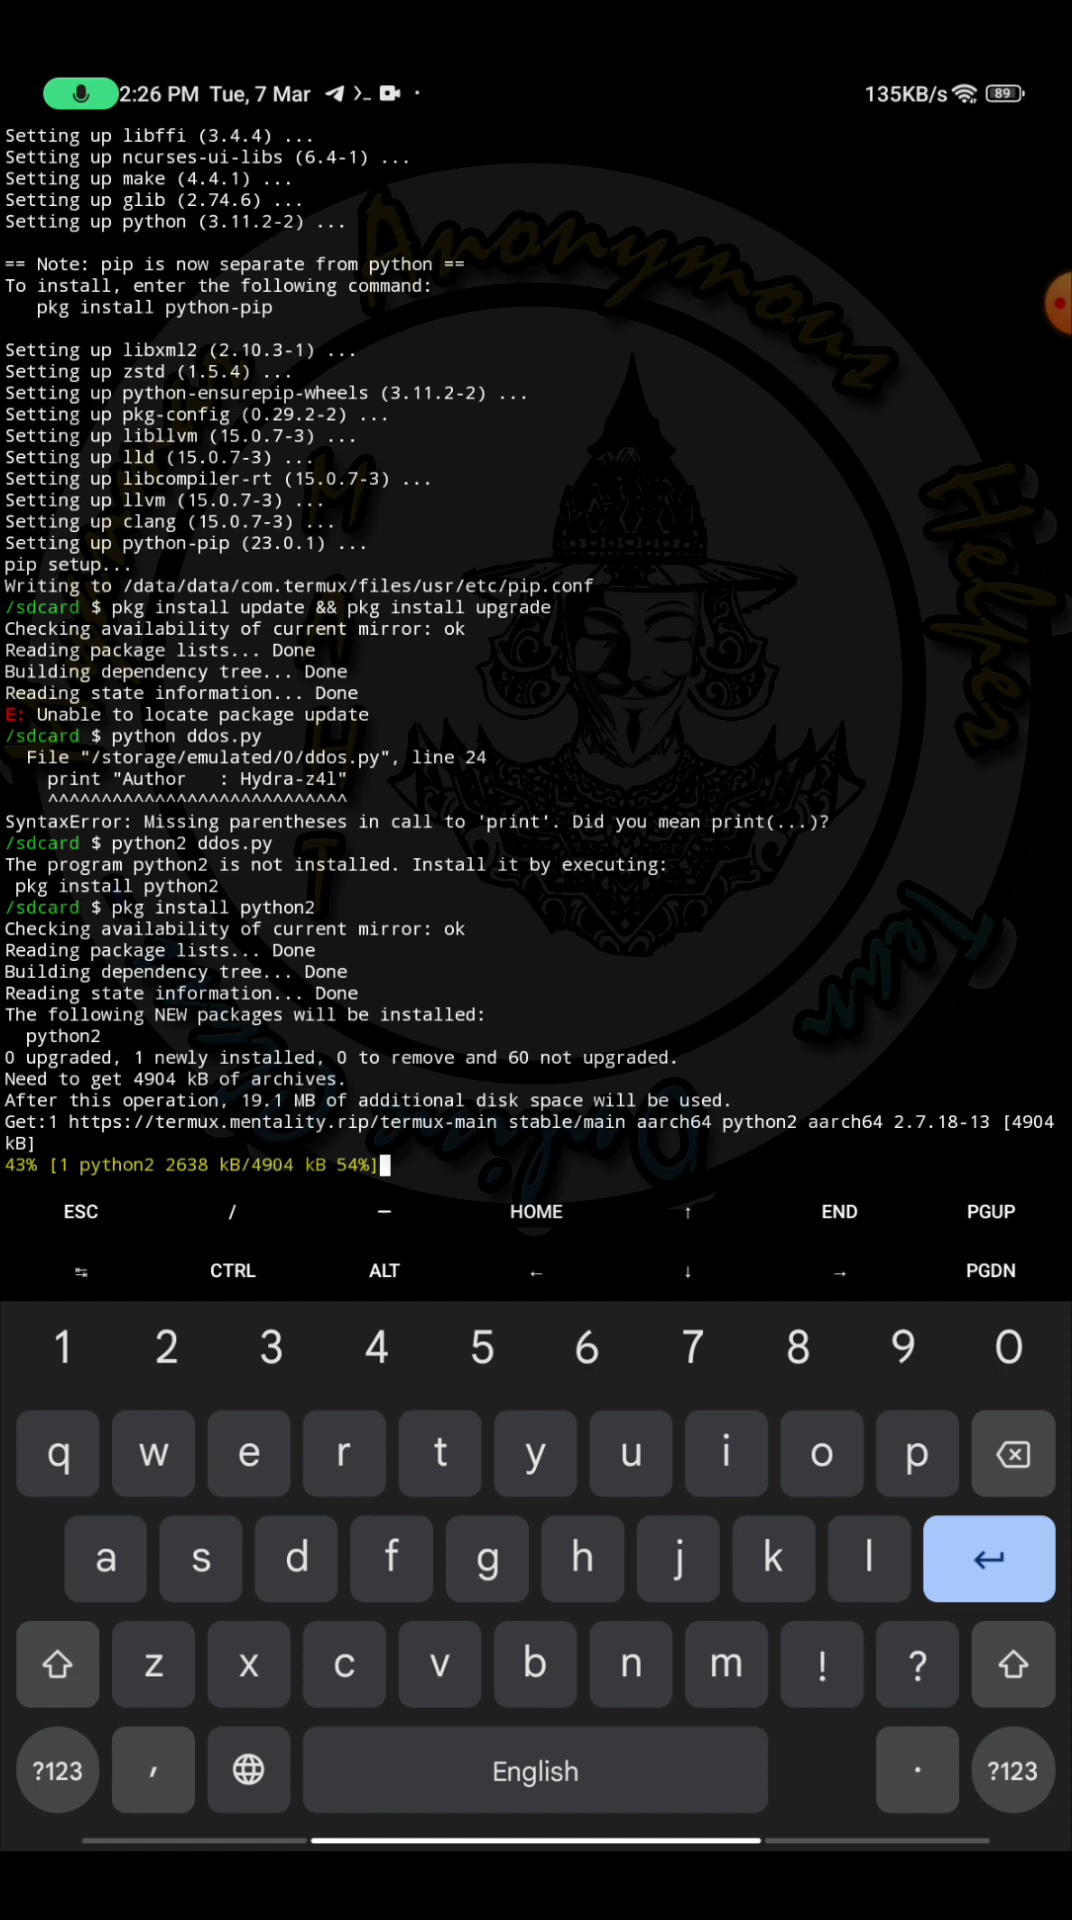 2:26 PM Tue, 7 Mar
135KB/s 89
Setting up libffi (3.4.4) ...
Setting up ncurses-ui-libs (6.4-1) ...
Setting up make (4.4.1) ...
Setting up glib (2.74.6) ...
Setting up python (3.11.2-2) ...
== Note: pip is now separate from python ==
To install, enter the following command:
pkg install python-pip
Setting up libxml2 (2.10.3-1) ...
Setting up zstd (1.5.4) ...
Setting up python-ensurepip-wheels (3.11.2-2) ...
Setting up pkg-config (0.29.2-2) ...
Setting up libllvm (15.0.7-3) ...
Setting up lld (15.0.7-3) ...
Setting up libcompiler-rt (15.0.7-3) ...
Setting up llvm (15.0.7-3) ...
Setting up clang (15.0.7-3) ...
Setting up python-pip (23.0.1) ...
pip setup...
Writing to /data/data/com.termux/files/usr/etc/pip.conf
/sdcard $ pkg install update && pkg install upgrade
Checking availability of current mirror: ok
Reading package lists... Done
Building dependency tree... Done
Reading state information... Done
E: Unable to locate package update
/sdcard $ python ddos.py
File "/storage/emulated/0/ddos.py", line 24
print "Author   : Hydra-z4l"
^^^^^^^^^^^^^^^^^^^^^^^^^^^^
SyntaxError: Missing parentheses in call to 'print'. Did you mean print(...)?
/sdcard $ python2 ddos.py
The program python2 is not installed. Install it by executing:
pkg install python2
/sdcard $ pkg install python2
Checking availability of current mirror: ok
Reading package lists... Done
Building dependency tree... Done
Reading state information... Done
The following NEW packages will be installed:
python2
0 upgraded, 1 newly installed, 0 to remove and 60 not upgraded.
Need to get 4904 kB of archives.
After this operation, 19.1 MB of additional disk space will be used.
Get:1 https://termux.mentality.rip/termux-main stable/main aarch64 python2 aarch64 2.7.18-13 [4904
kB]
43% [1 python2 2638 kB/4904 kB 54%]
Anonymous
Helper
Team
ESC / — HOME ↑ END PGUP
↹ CTRL ALT ← ↓ → PGDN
1 2 3 4 5 6 7 8 9 0
q w e r t y u i o p
a s d f g h j k l
z x c v b n m ! ?
?123 , English . ?123